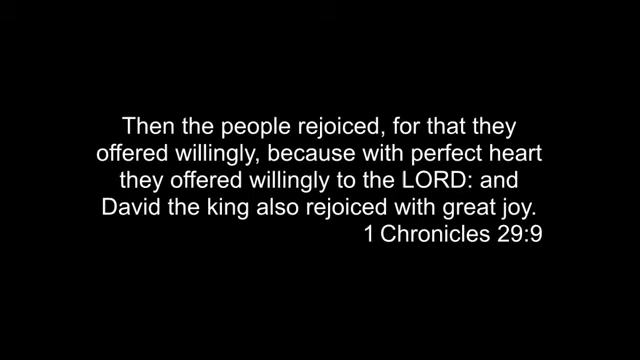 Then the people rejoiced, for that they
offered willingly, because with perfect heart
they offered willingly to the LORD: and
David the king also rejoiced with great joy.
1 Chronicles 29:9